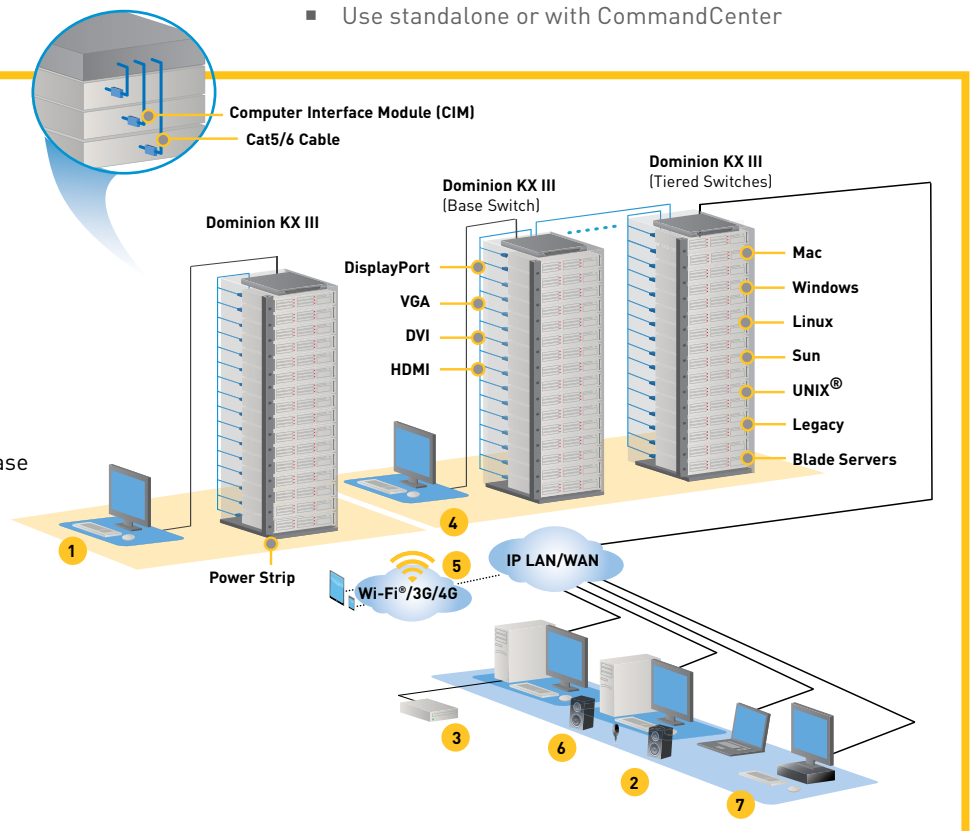 ▪ Use standalone or with CommandCenter
Computer Interface Module (CIM)
Cat5/6 Cable
Dominion KX III
Dominion KX III
(Base Switch)
Dominion KX III
(Tiered Switches)
DisplayPort
VGA
DVI
HDMI
Mac
Windows
Linux
Sun
UNIX®
Legacy
Blade Servers
1
Power Strip
4
5
Wi-Fi®/3G/4G
IP LAN/WAN
3
6
2
7